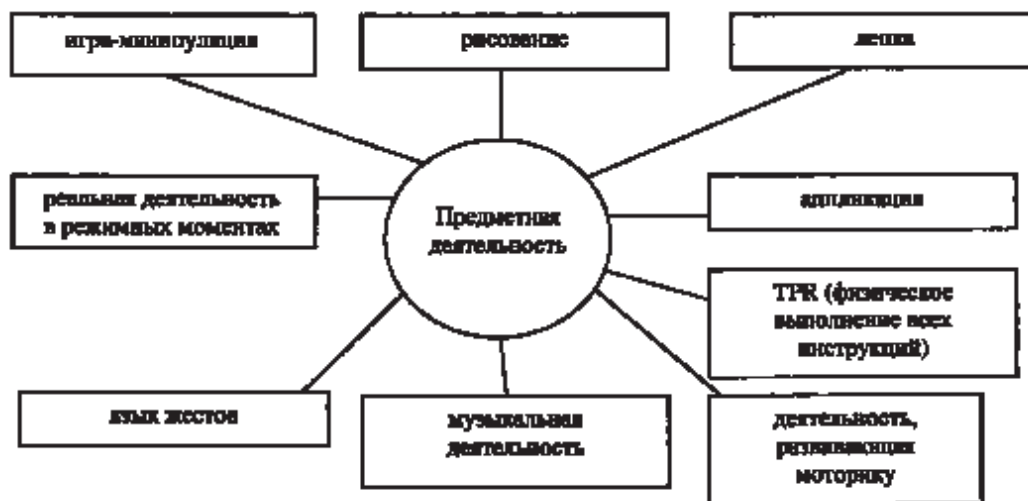 игра-манипуляция
рисование
лепка
реальная деятельность
в режимных моментах
Предметная
деятельность
аппликация
TPR (физическое
выполнение всех
инструкций)
язык жестов
музыкальная
деятельность
деятельность,
развивающая
моторику